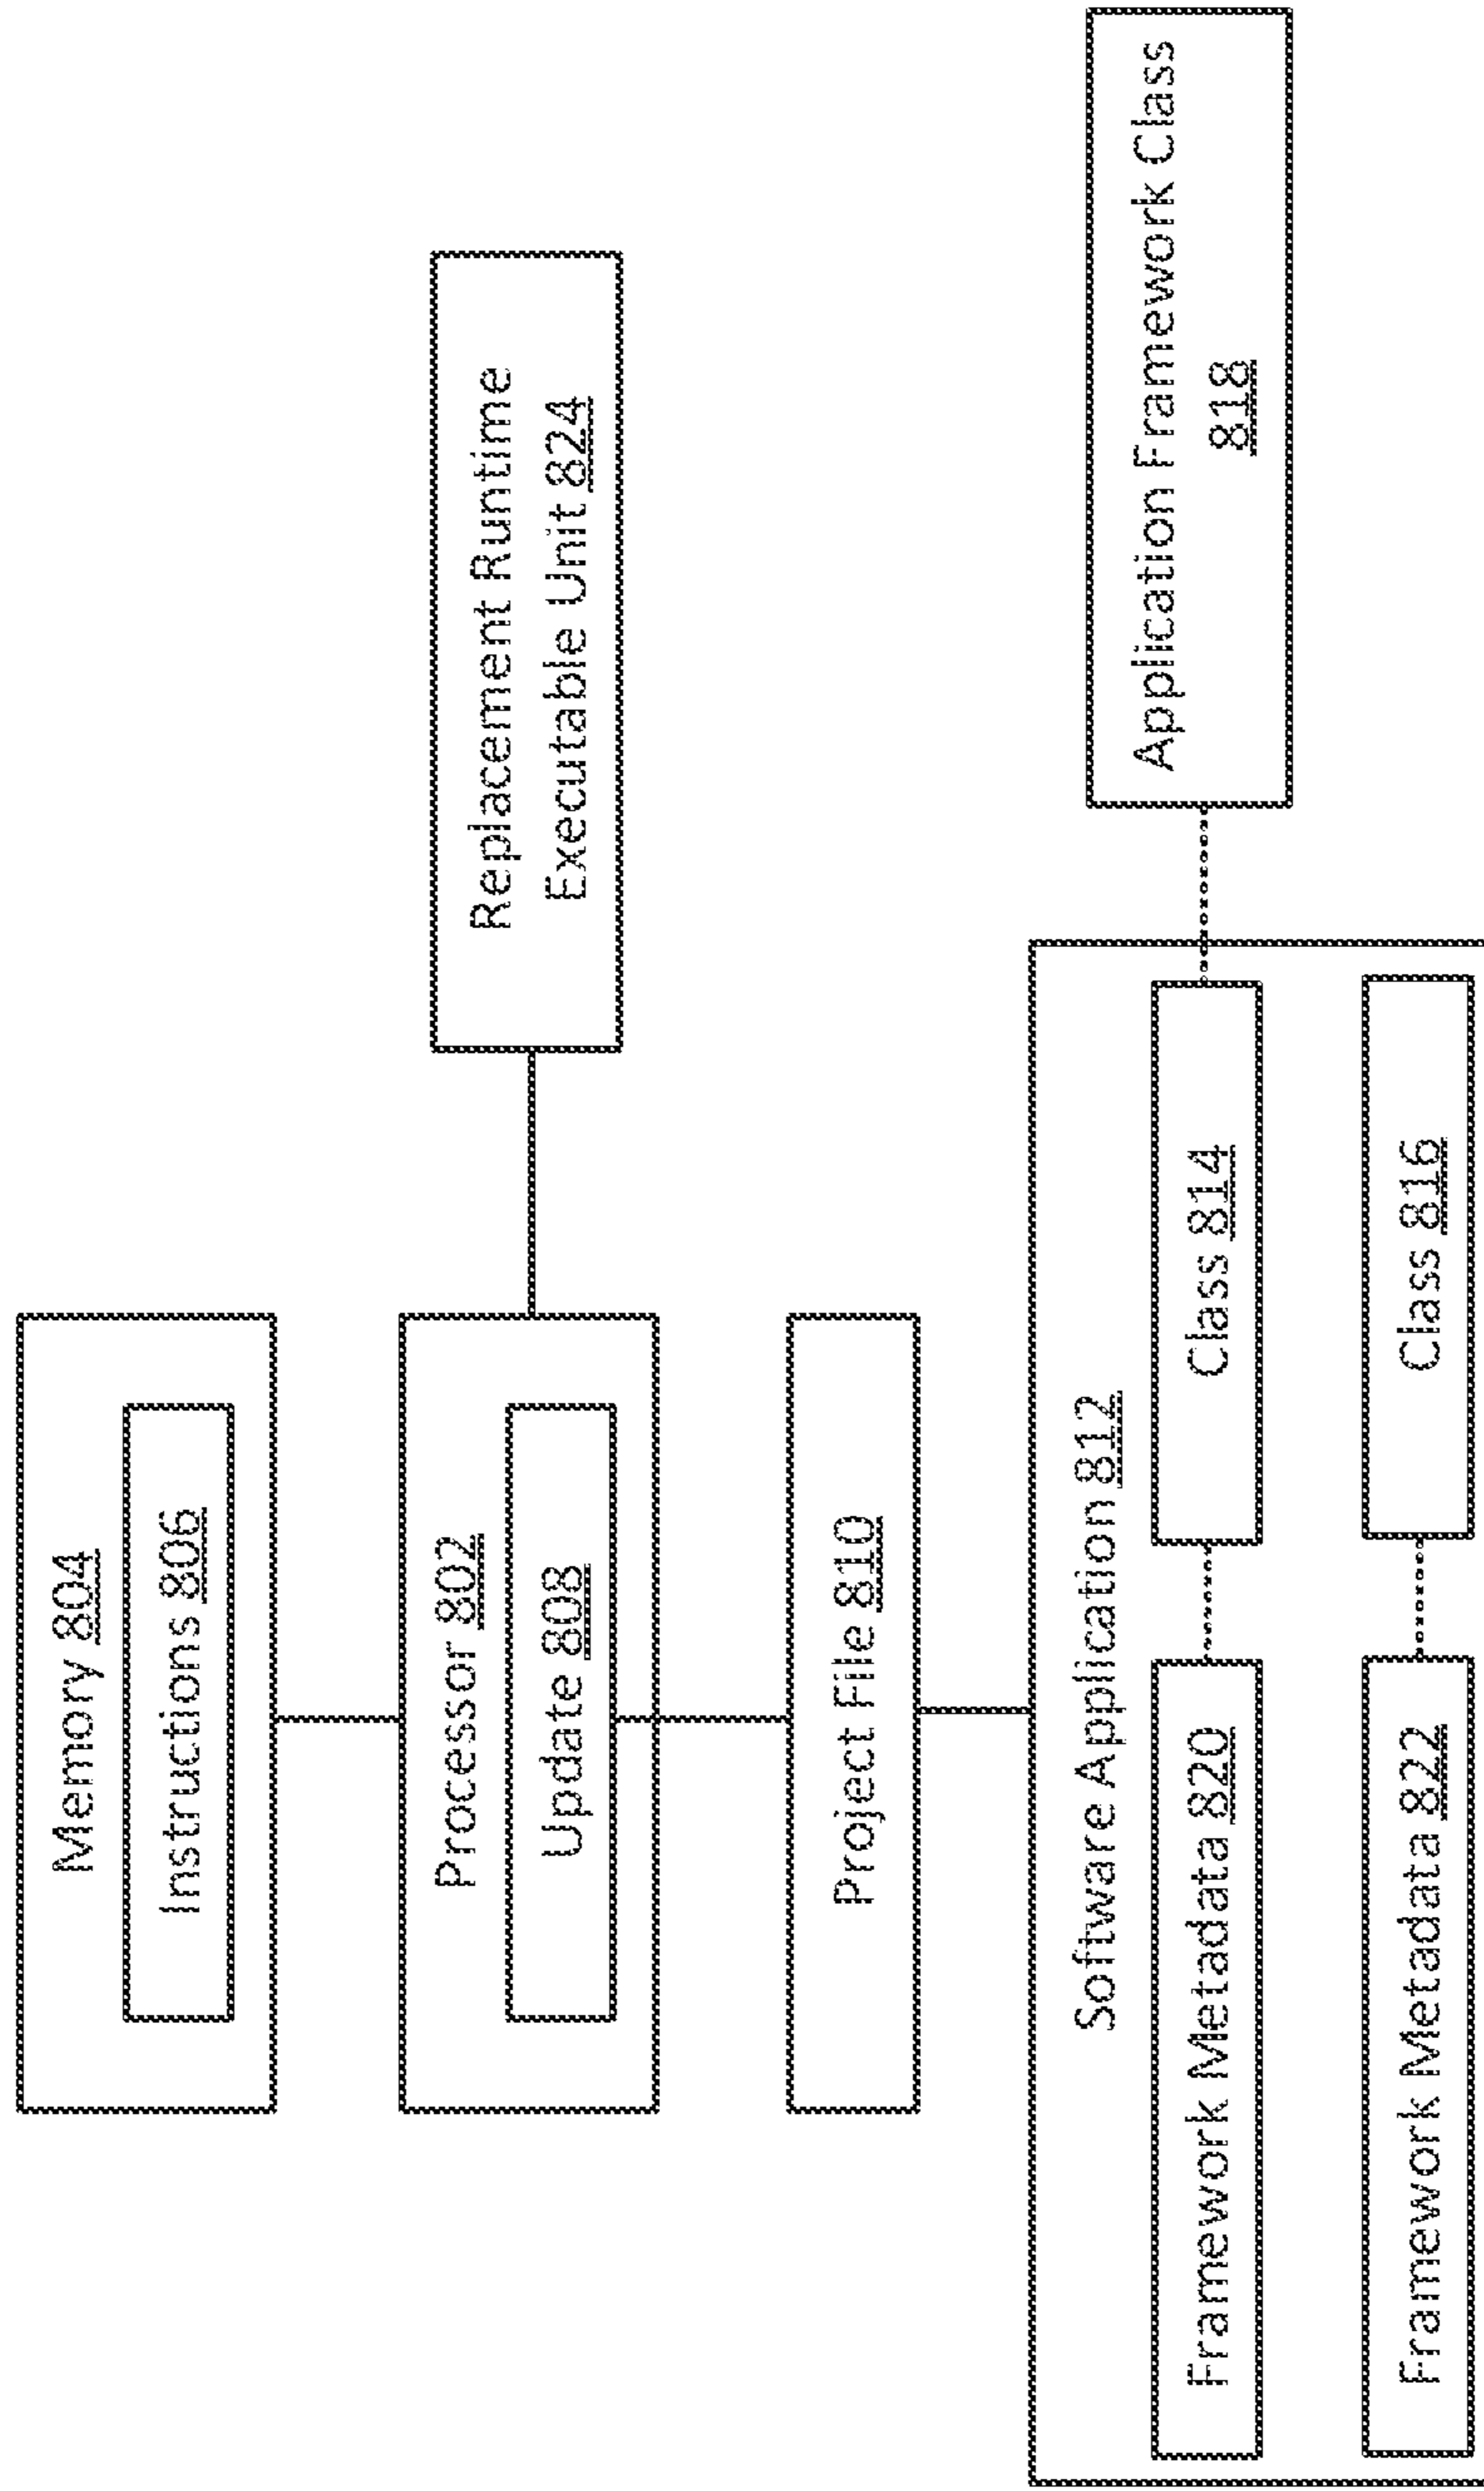 Memory 804
Instructions 806
Processor 802
Update 808
Replacement Runtime
Executable Unit 824
Project File 810
Software Application 812
Framework Metadata 820
Class 814
Application Framework Class
818
Framework Metadata 822
Class 816